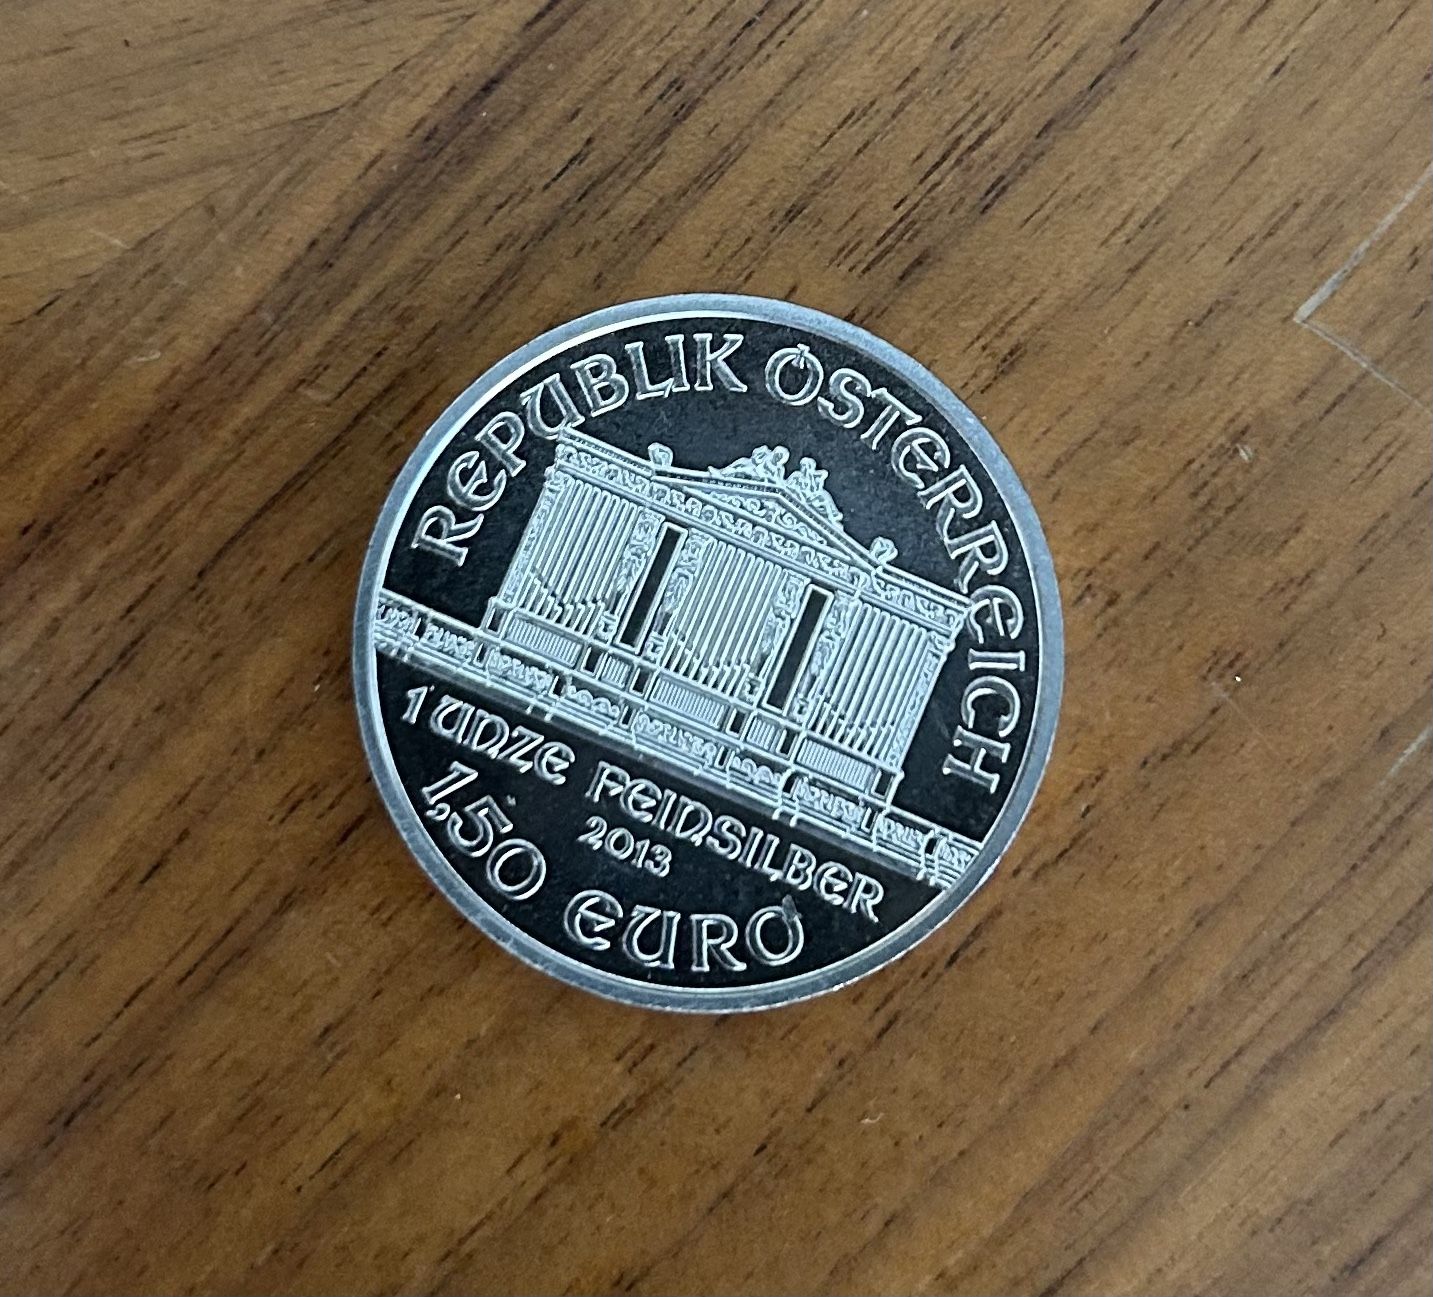 REPUBLIK ÖSTERREICH
1 UNZE FEINSILBER
2013
1,50 EURO